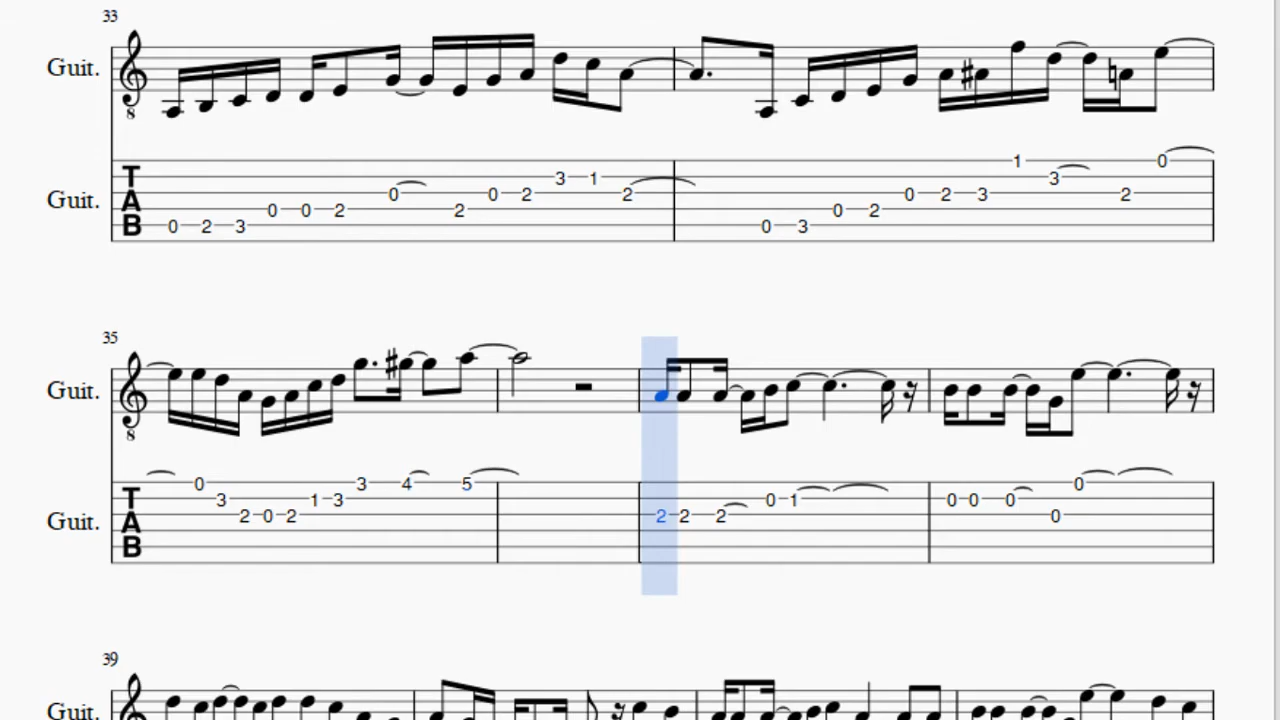 33
Guit.
8
Guit. TAB 0 2 3 0 0 2 0 2 0 2 3 1 2 0 3 0 2 0 2 3 1 3 2 0
35
Guit.
8
Guit. TAB 0 3 2 0 2 1 3 3 4 5 2 2 2 0 1 0 0 0 0 0
39
Guit.